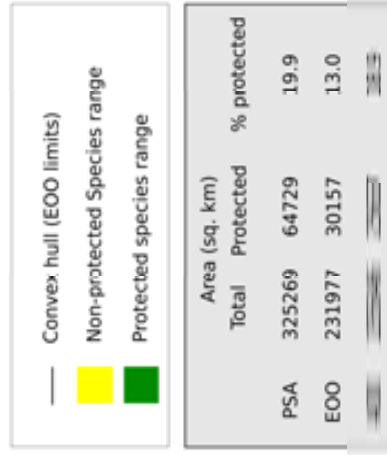 Convex hull (EOO limits)
Non-protected Species range
Protected species range
Area (sq. km)
Total Protected % protected
PSA 325269 64729 19.9
EOO 231977 30157 13.0